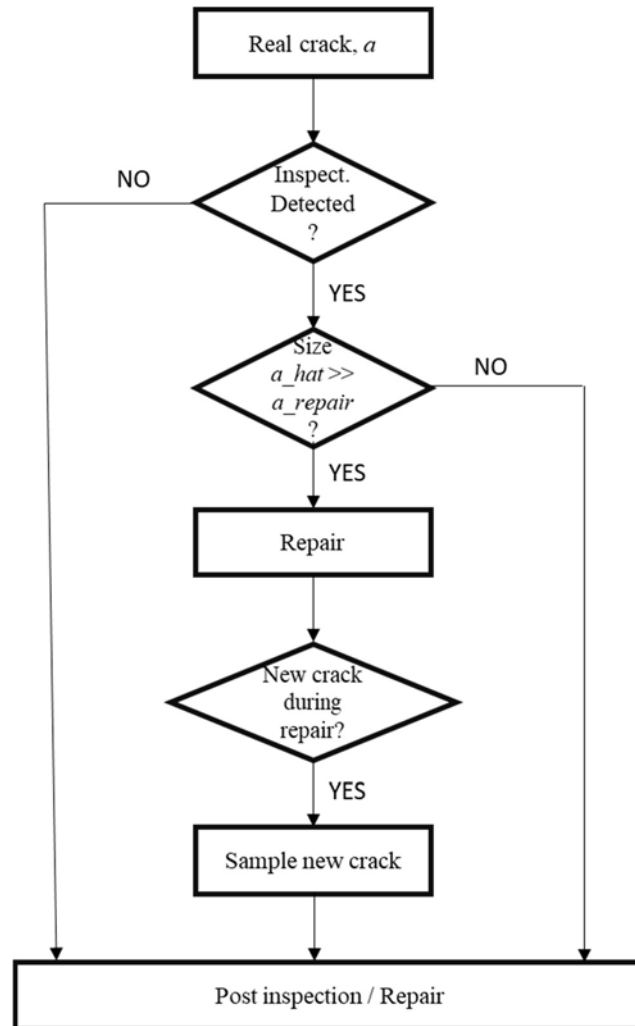 Real crack, a
NO
Inspect.
Detected
?
YES
Size
a_hat >>
a_repair
?
NO
YES
Repair
New crack
during
repair?
YES
Sample new crack
Post inspection / Repair